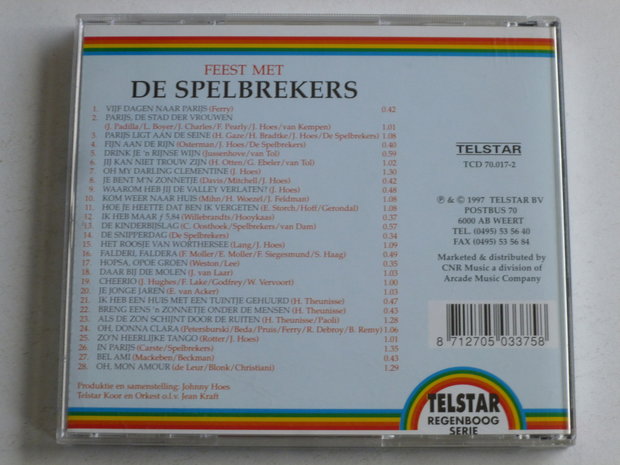 FEEST MET
DE SPELBREKERS
1. VIJF DAGEN NAAR PARIJS (Ferry) 0.42
2. PARIJS, DE STAD DER VROUWEN
(J. Padilla/L. Boyer/J. Charles/F. Pearly/J. Hoes/van Kempen) 1.01
3. PARIJS LIGT AAN DE SEINE (H. Gaze/H. Bradtke/J. Hoes/De Spelbrekers) 1.08
4. FIJN AAN DE RIJN (Osterman/J. Hoes/De Spelbrekers) 0.40
5. DRINK JE 'n RIJNSE WIJN (Jussenhove/van Tol) 0.59
6. JIJ KAN NIET TROUW ZIJN (H. Otten/G. Ebeler/van Tol) 1.02
7. OH MY DARLING CLEMENTINE (J. Hoes) 1.30
8. JE BENT M'N ZONNETJE (Davis/Mitchell/J. Hoes) 0.42
9. WAAROM HEB JIJ DE VALLEY VERLATEN? (J. Hoes) 0.48
10. KOM WEER NAAR HUIS (Mihn/H. Woezel/J. Feldman) 1.08
11. HOE JE HEETTE DAT BEN IK VERGETEN (E. Storch/Hoff/Gerondal) 1.03
12. IK HEB MAAR ƒ 5,84 (Willebrandts/Hooykaas) 0.37
13. DE KINDERBIJSLAG (C. Oosthoek/Spelbrekers/van Dam) 0.57
14. DE SNIPPERDAG (De Spelbrekers) 0.34
15. HET ROOSJE VAN WORTHERSEE (Lang/J. Hoes) 1.09
16. FALDERI, FALDERA (F. Moller/E. Moller/F. Siegesmund/S. Haag) 0.49
17. HOPSA, OPOE GROEN (Weston/Lee) 0.35
18. DAAR BIJ DIE MOLEN (J. van Laar) 1.03
19. CHEERIO (J. Hughes/F. Lake/Godfrey/W. Vervoort) 1.00
20. JE JONGE JAREN (E. van Acker) 1.03
21. IK HEB EEN HUIS MET EEN TUINTJE GEHUURD (H. Theunisse) 0.47
22. BRENG EENS 'n ZONNETJE ONDER DE MENSEN (H. Theunisse) 0.43
23. ALS DE ZON SCHIJNT DOOR DE RUITEN (H. Theunisse/Paoli) 1.28
24. OH, DONNA CLARA (Petersburski/Beda/Pruis/Ferry/R. Debroy/B. Remy) 1.06
25. ZO'N HEERLIJKE TANGO (Rotter/J. Hoes) 1.01
26. IN PARIJS (Carste/Spelbrekers) 1.35
27. BEL AMI (Mackeben/Beckman) 0.43
28. OH, MON AMOUR (de Leur/Blonk/Christiani) 1.29
Produktie en samenstelling: Johnny Hoes
Telstar Koor en Orkest o.l.v. Jean Kraft
TELSTAR
TCD 70.017-2
℗ & © 1997 TELSTAR BV
POSTBUS 70
6000 AB WEERT
TEL. (0495) 53 56 40
FAX (0495) 53 56 84
Marketed & distributed by
CNR Music a division of
Arcade Music Company
8 712705 033758
TELSTAR
REGENBOOG
SERIE